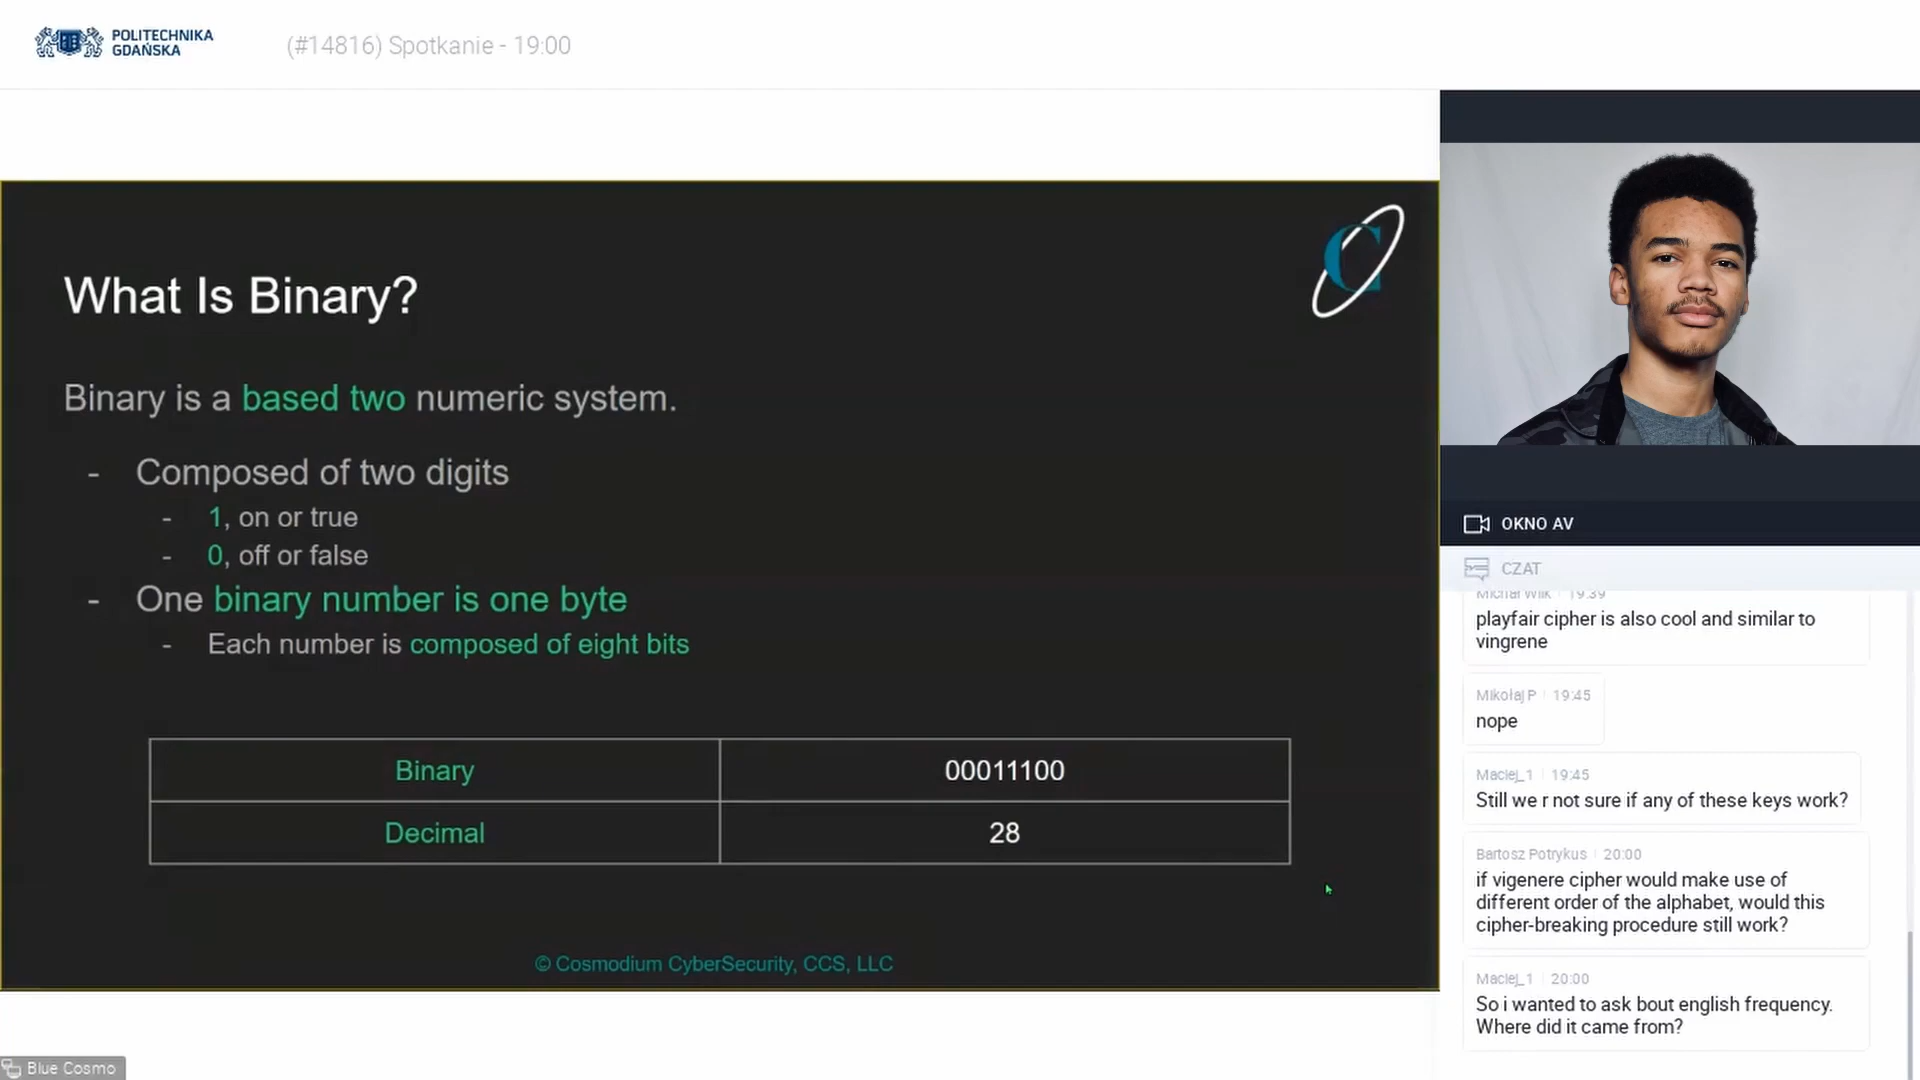 POLITECHNIKA
GDAŃSKA
(#14816) Spotkanie - 19:00
What Is Binary?
Binary is a based two numeric system.
- Composed of two digits
- 1, on or true
- 0, off or false
- One binary number is one byte
- Each number is composed of eight bits
Binary 00011100
Decimal 28
© Cosmodium CyberSecurity, CCS, LLC
Blue Cosmo
OKNO AV
CZAT
Michał Wilk 19:39
playfair cipher is also cool and similar to
vingrene
Mikołaj P 19:45
nope
Maciej_1 19:45
Still we r not sure if any of these keys work?
Bartosz Potrykus 20:00
if vigenere cipher would make use of
different order of the alphabet, would this
cipher-breaking procedure still work?
Maciej_1 20:00
So i wanted to ask bout english frequency.
Where did it came from?